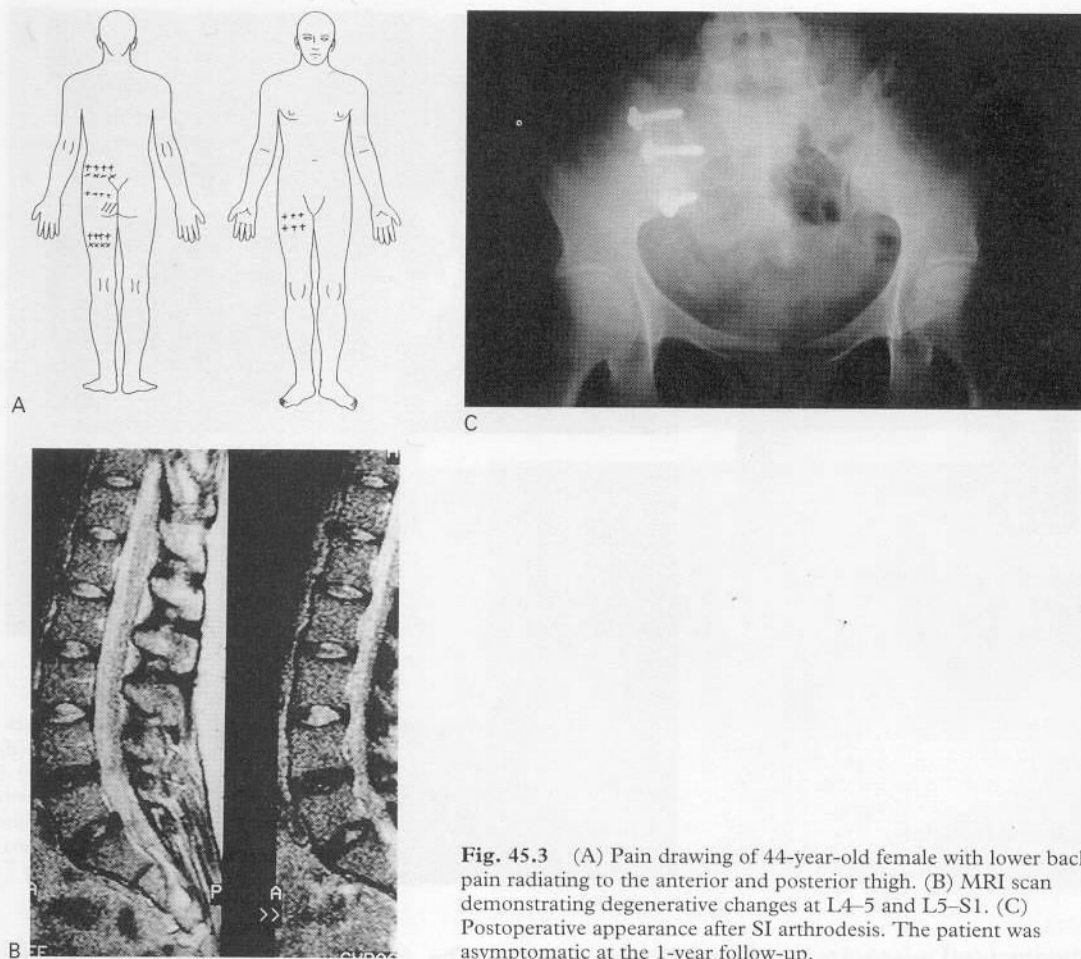 A
C
A
P
A
>>
B
Fig. 45.3 (A) Pain drawing of 44-year-old female with lower back
pain radiating to the anterior and posterior thigh. (B) MRI scan
demonstrating degenerative changes at L4–5 and L5–S1. (C)
Postoperative appearance after SI arthrodesis. The patient was
asymptomatic at the 1-year follow-up.